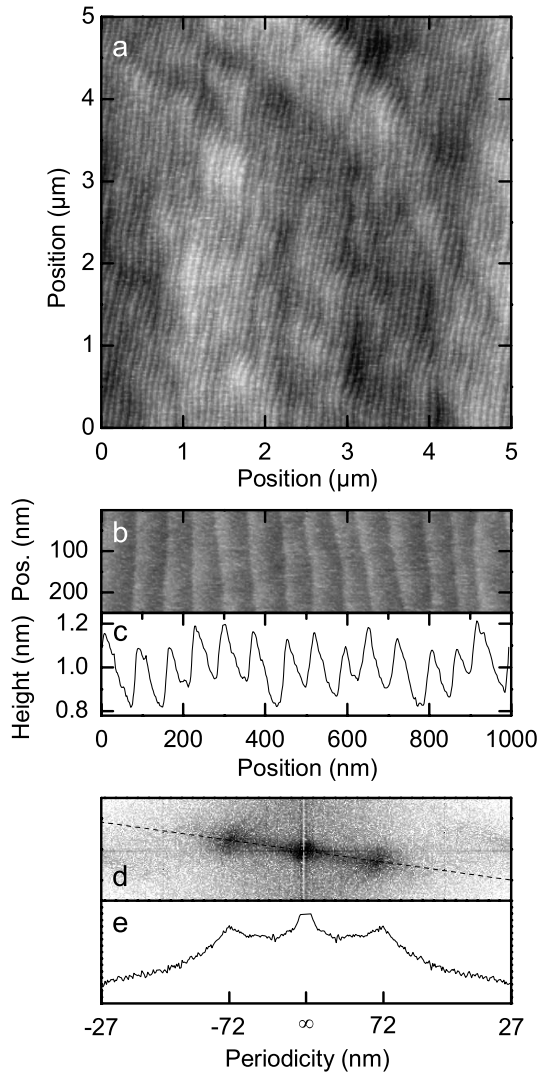 5
a
4
3
Position (μm)
2
1
0
0 1 2 3 4 5
Position (μm)
b
Pos. (nm)
100
200
c
Height (nm)
1.2
1.0
0.8
0 200 400 600 800 1000
Position (nm)
d
e
-27 -72 ∞ 72 27
Periodicity (nm)